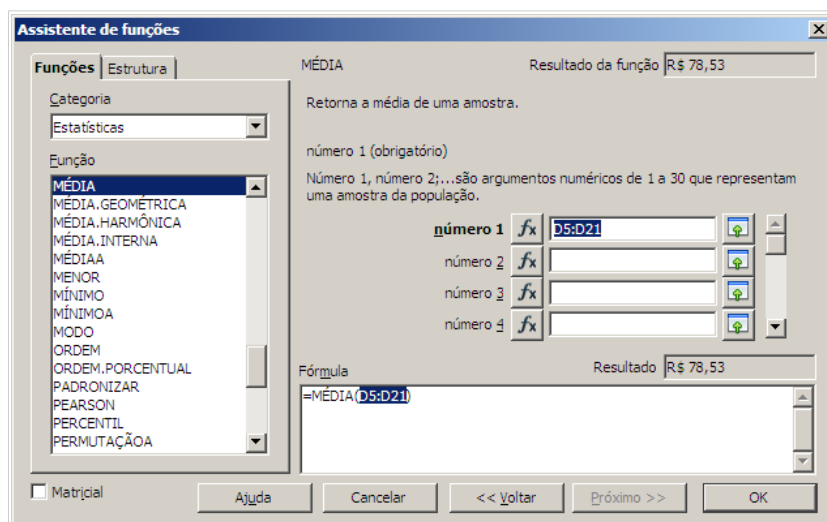 Assistente de funções
Funções Estrutura
Categoria
Estatísticas
Função
MÉDIA
MÉDIA.GEOMÉTRICA
MÉDIA.HARMÔNICA
MÉDIA.INTERNA
MÉDIAA
MENOR
MÍNIMO
MÍNIMOA
MODO
ORDEM
ORDEM.PORCENTUAL
PADRONIZAR
PEARSON
PERCENTIL
PERMUTAÇÃOA
MÉDIA Resultado da função R$ 78,53
Retorna a média de uma amostra.
número 1 (obrigatório)
Número 1, número 2;...são argumentos numéricos de 1 a 30 que representam
uma amostra da população.
número 1 fx D5:D21
número 2 fx
número 3 fx
número 4 fx
Fórmula Resultado R$ 78,53
=MÉDIA(D5:D21)
Matricial Ajuda Cancelar << Voltar Próximo >> OK